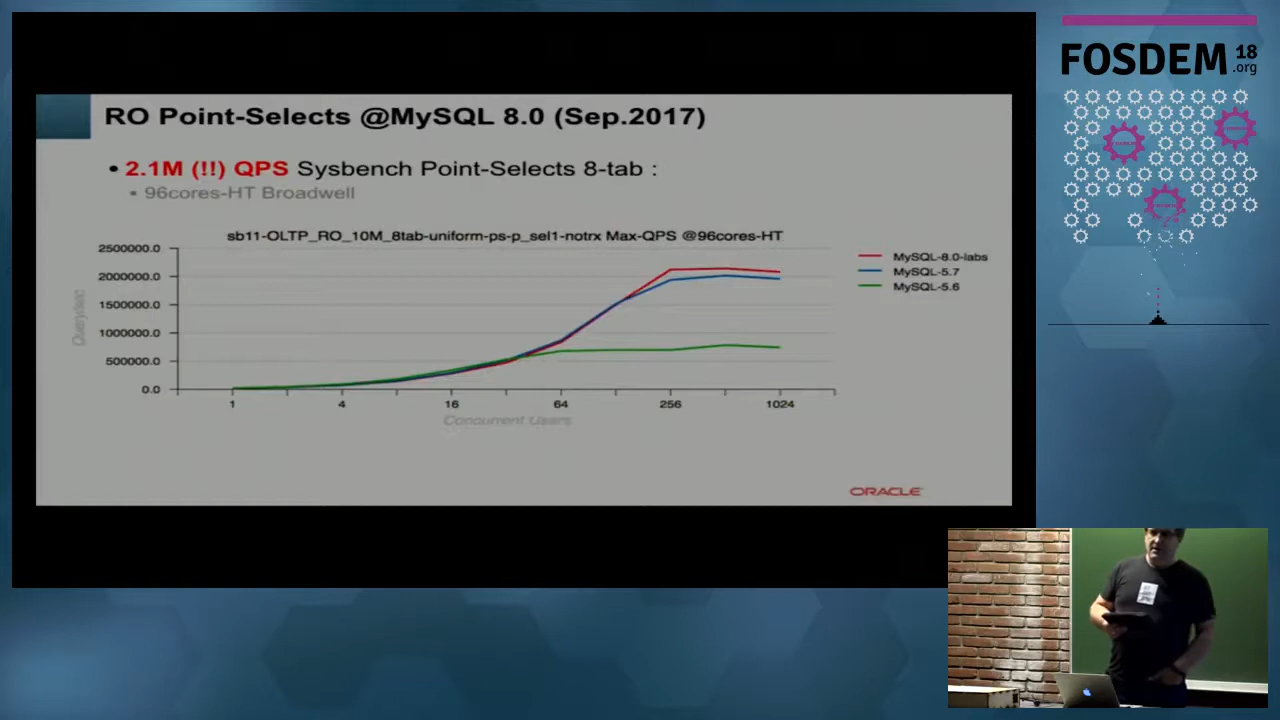 RO Point-Selects @MySQL 8.0 (Sep.2017)
• 2.1M (!!) QPS Sysbench Point-Selects 8-tab :
• 96cores-HT Broadwell
sb11-OLTP_RO_10M_8tab-uniform-ps-p_sel1-notrx Max-QPS @96cores-HT
2500000.0
2000000.0
1500000.0
1000000.0
500000.0
0.0
Query/sec
1 4 16 64 256 1024
Concurrent Users
MySQL-8.0-labs
MySQL-5.7
MySQL-5.6
ORACLE
FOSDEM 18
.org